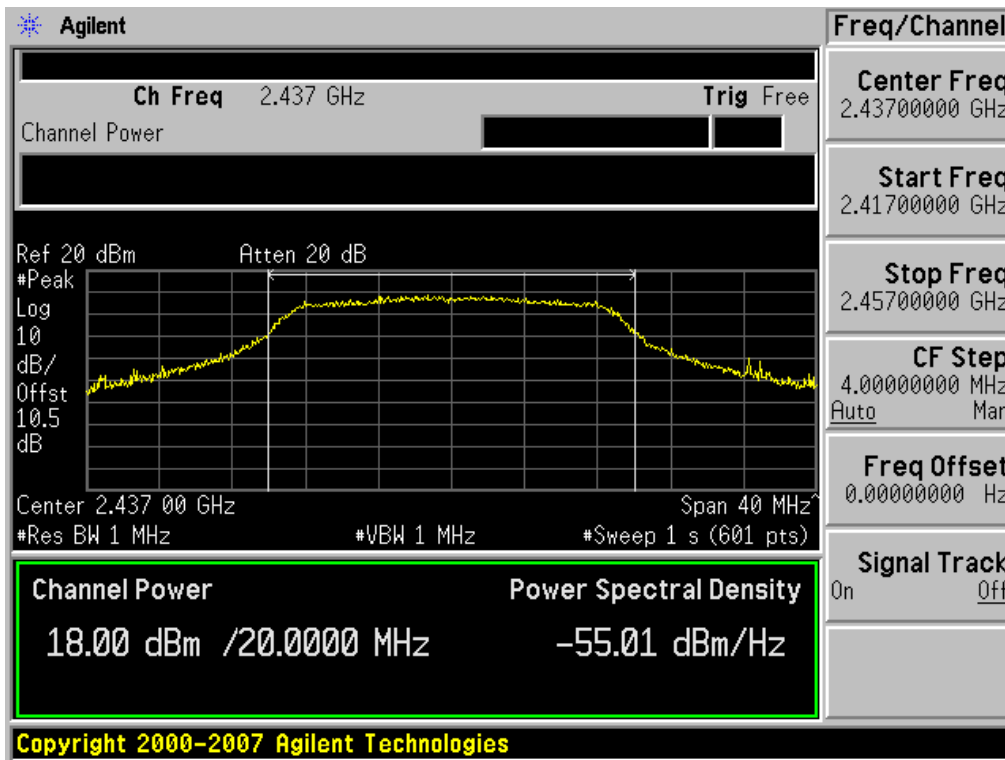 Agilent
Ch Freq 2.437 GHz Trig Free
Channel Power
Ref 20 dBm Atten 20 dB
#Peak
Log
10
dB/
Offst
10.5
dB
Center 2.437 00 GHz Span 40 MHz^
#Res BW 1 MHz #VBW 1 MHz #Sweep 1 s (601 pts)
Channel Power Power Spectral Density
18.00 dBm /20.0000 MHz -55.01 dBm/Hz
Copyright 2000-2007 Agilent Technologies
Freq/Channel
Center Freq
2.43700000 GHz
Start Freq
2.41700000 GHz
Stop Freq
2.45700000 GHz
CF Step
4.00000000 MHz
Auto Man
Freq Offset
0.00000000 Hz
Signal Track
On Off